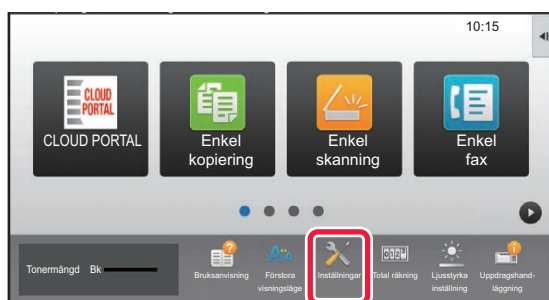 10:15
CLOUD
PORTAL
CLOUD PORTAL
Enkel
kopiering
Enkel
skanning
Enkel
fax
Tonermängd Bk
Bruksanvisning
Förstora
visningsläge
Inställningar
Total räkning
Ljusstyrka
inställning
Uppdragshand-
läggning